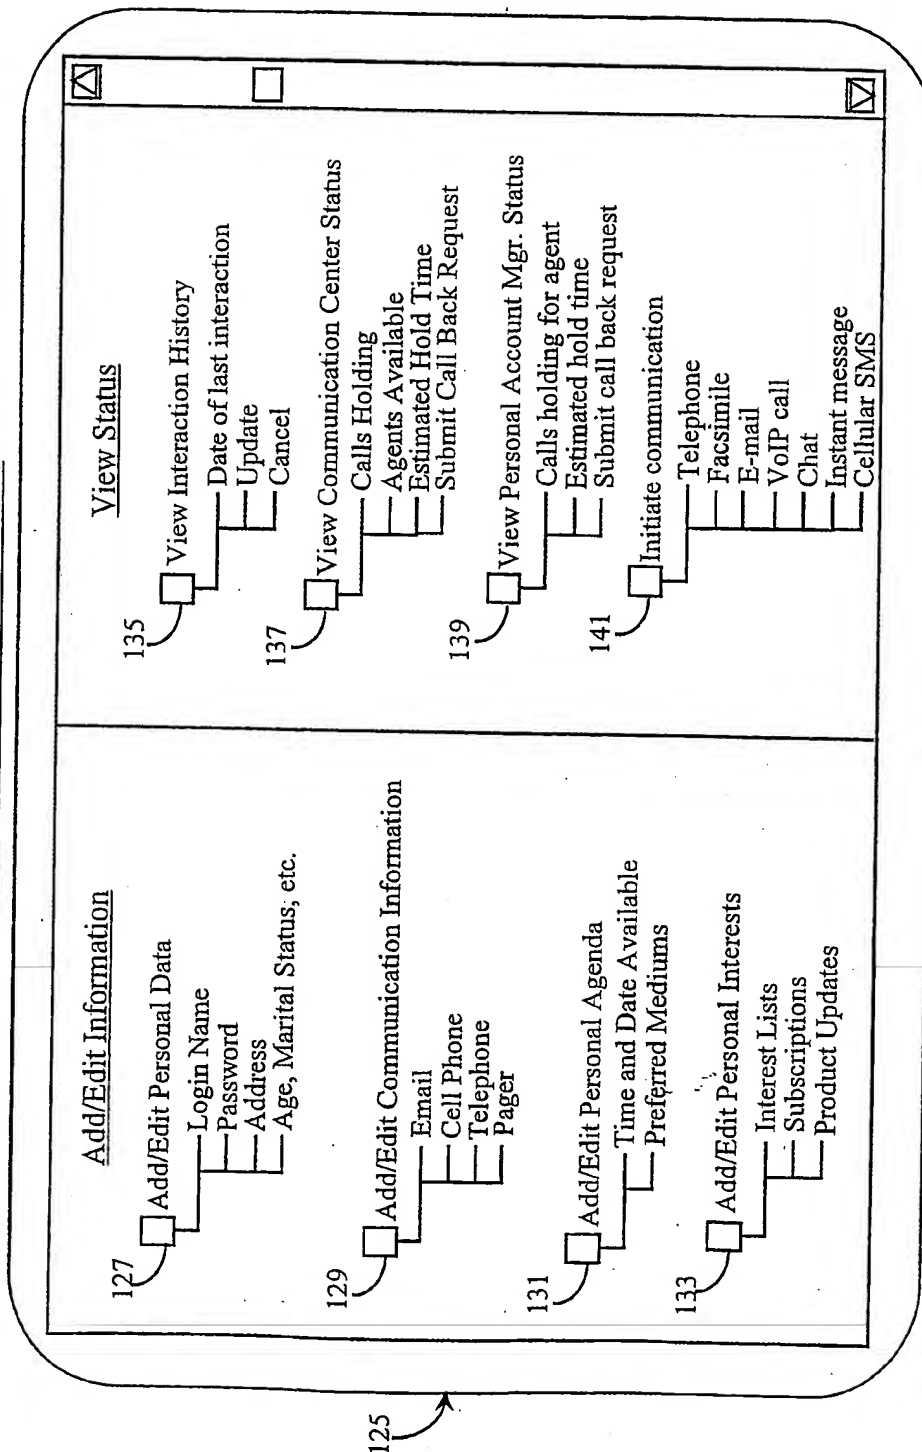 Add/Edit Information
127
Add/Edit Personal Data
Login Name
Password
Address
Age, Marital Status, etc.
129
Add/Edit Communication Information
Email
Cell Phone
Telephone
Pager
131
Add/Edit Personal Agenda
Time and Date Available
Preferred Mediums
133
Add/Edit Personal Interests
Interest Lists
Subscriptions
Product Updates
View Status
135
View Interaction History
Date of last interaction
Update
Cancel
137
View Communication Center Status
Calls Holding
Agents Available
Estimated Hold Time
Submit Call Back Request
139
View Personal Account Mgr. Status
Calls holding for agent
Estimated hold time
Submit call back request
141
Initiate communication
Telephone
Facsimile
E-mail
VoIP call
Chat
Instant message
Cellular SMS
125